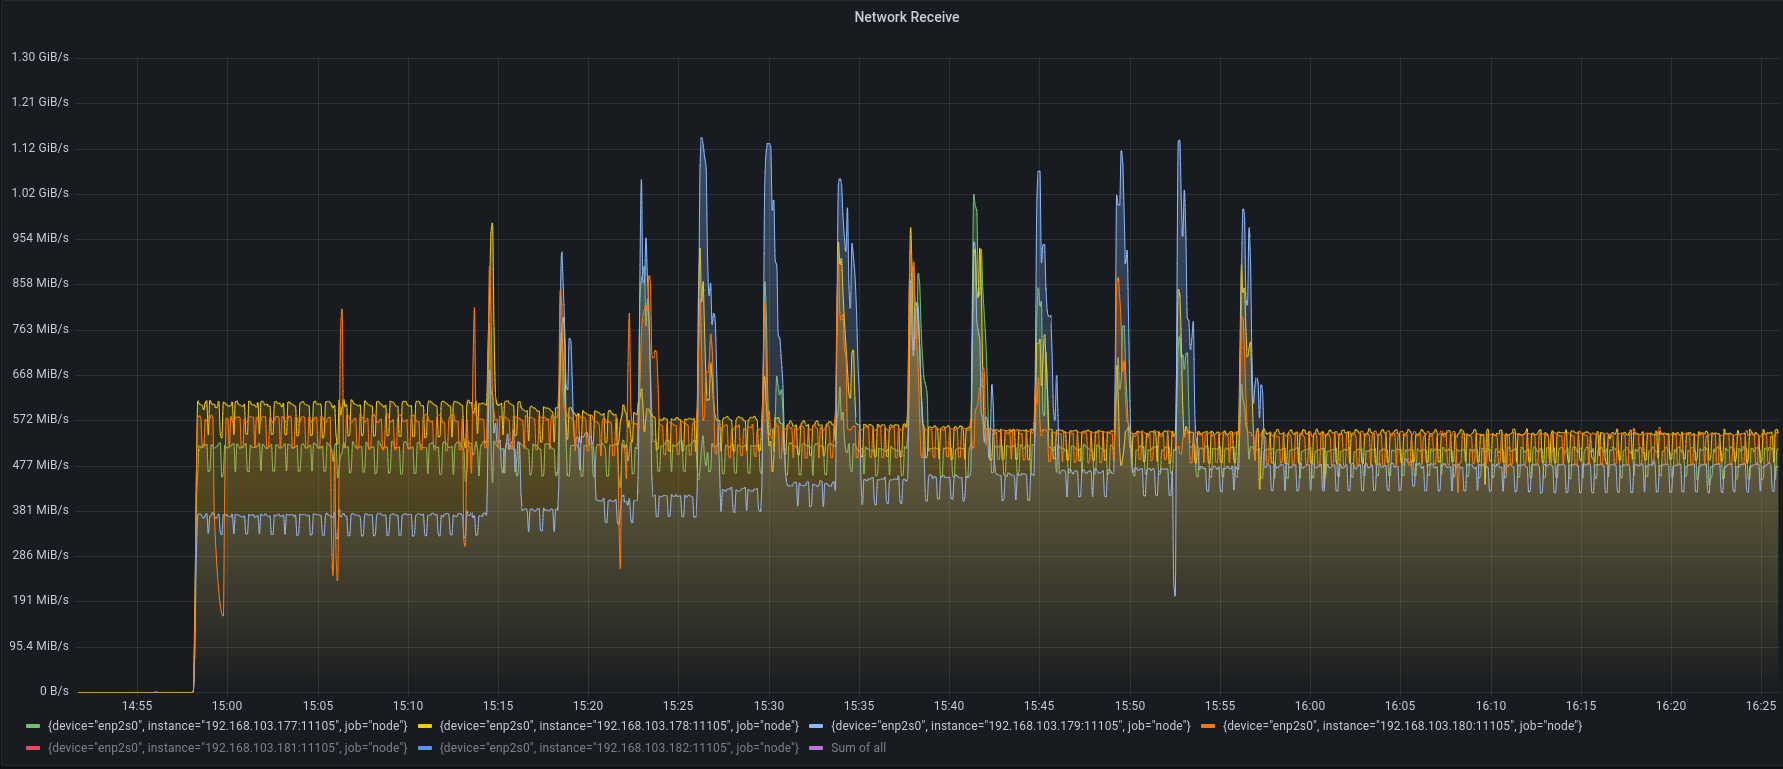 Network Receive
1.30 GiB/s
1.21 GiB/s
1.12 GiB/s
1.02 GiB/s
954 MiB/s
858 MiB/s
763 MiB/s
668 MiB/s
572 MiB/s
477 MiB/s
381 MiB/s
286 MiB/s
191 MiB/s
95.4 MiB/s
0 B/s
14:55 15:00 15:05 15:10 15:15 15:20 15:25 15:30 15:35 15:40 15:45 15:50 15:55 16:00 16:05 16:10 16:15 16:20 16:25
{device="enp2s0", instance="192.168.103.177:11105", job="node"} {device="enp2s0", instance="192.168.103.178:11105", job="node"} {device="enp2s0", instance="192.168.103.179:11105", job="node"} {device="enp2s0", instance="192.168.103.180:11105", job="node"}
{device="enp2s0", instance="192.168.103.181:11105", job="node"} {device="enp2s0", instance="192.168.103.182:11105", job="node"} Sum of all